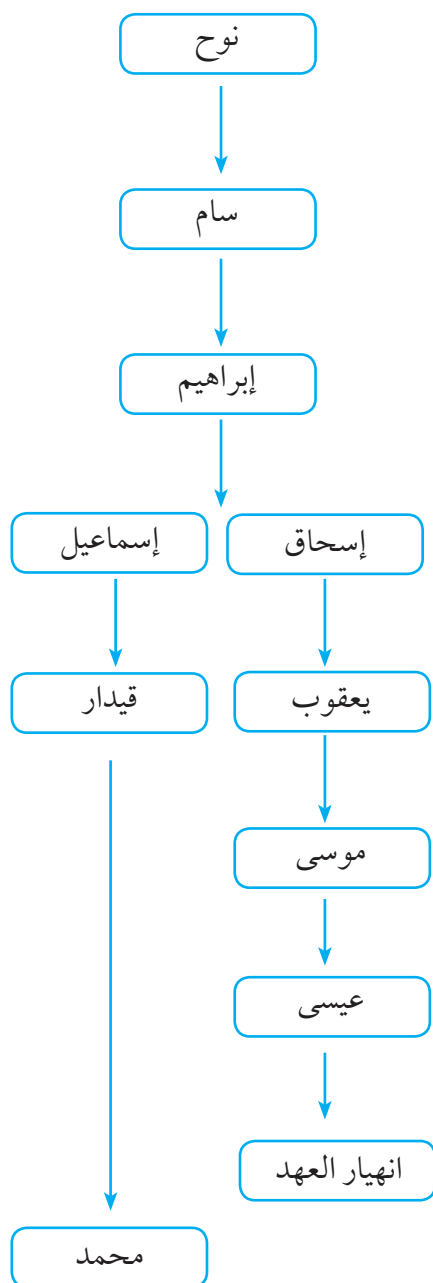 نوح
سام
إبراهيم
إسحاق
إسماعيل
يعقوب
قيدار
موسى
عيسى
انهيار العهد
محمد